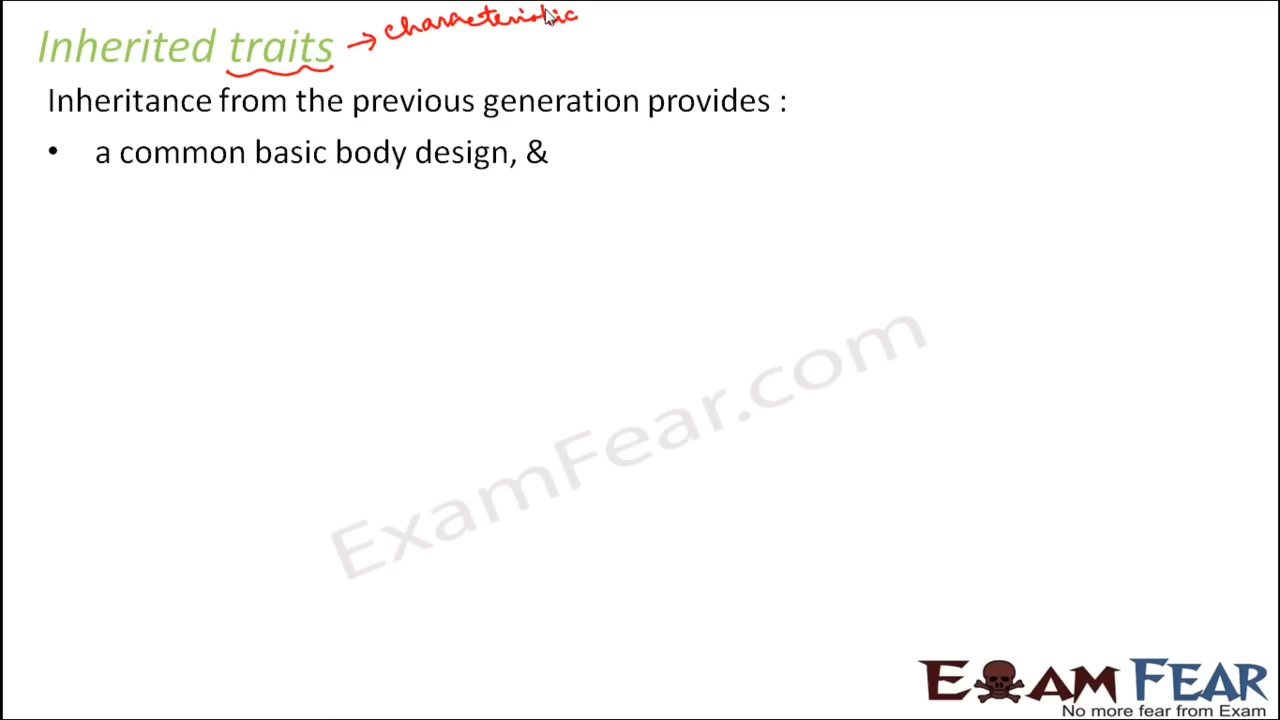 Inherited traits → characteristic
Inheritance from the previous generation provides :
• a common basic body design, &
ExamFear.com
EXAM FEAR
No more fear from Exam